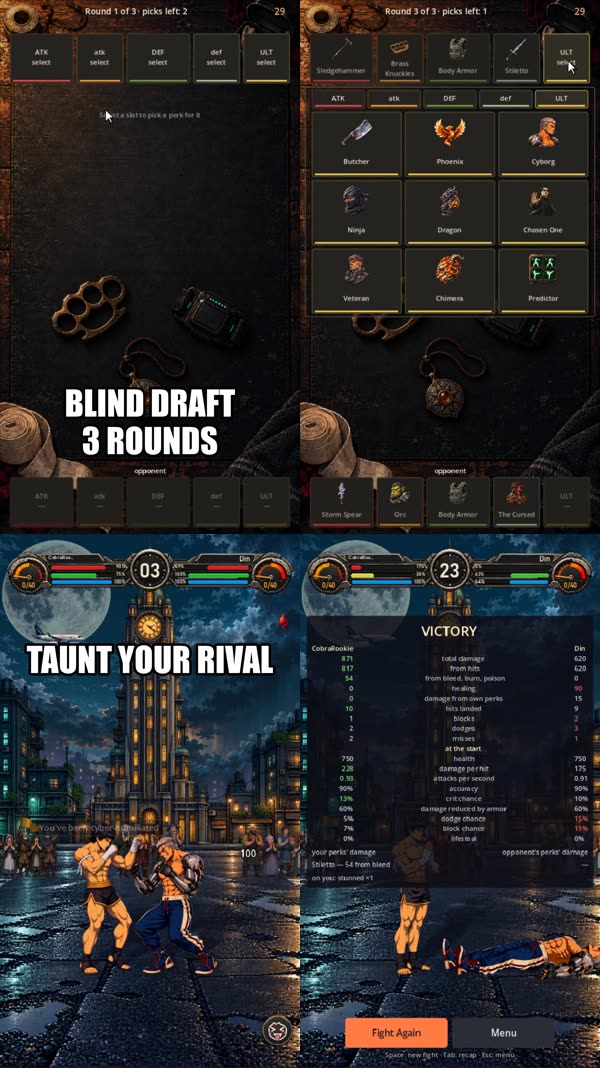 Round 1 of 3 · picks left: 2
29
ATK
select
atk
select
DEF
select
def
select
ULT
select
Select a slot to pick a perk for it
BLIND DRAFT
3 ROUNDS
opponent
ATK
—
atk
—
DEF
—
def
—
ULT
—
Round 3 of 3 · picks left: 1
29
Sledgehammer
Brass
Knuckles
Body Armor
Stiletto
ULT
select
ATK
atk
DEF
def
ULT
Butcher
Phoenix
Cyborg
Ninja
Dragon
Chosen One
Veteran
Chimera
Predictor
opponent
Storm Spear
Orc
Body Armor
The Cursed
ULT
—
CobraRoo..
Din
03
100%
0/40
0/40
TAUNT YOUR RIVAL
100
Din
23
0/40
0/40
VICTORY
CobraRookie
Din
871 total damage 620
817 from hits 620
54 from bleed, burn, poison 0
0 healing 90
0 damage from own perks 15
10 hits landed 9
1 blocks 2
2 dodges 3
2 misses 1
at the start
750 health 750
228 damage per hit 175
0.93 attacks per second 0.91
90% accuracy 90%
13% crit chance 10%
60% damage reduced by armor 60%
5% dodge chance 15%
7% block chance 15%
0% lifesteal 0%
your perks' damage
opponent's perks' damage
Stiletto — 54 from bleed
—
on you: stunned ×1
Fight Again
Menu
Space: new fight · Tab: recap · Esc: menu